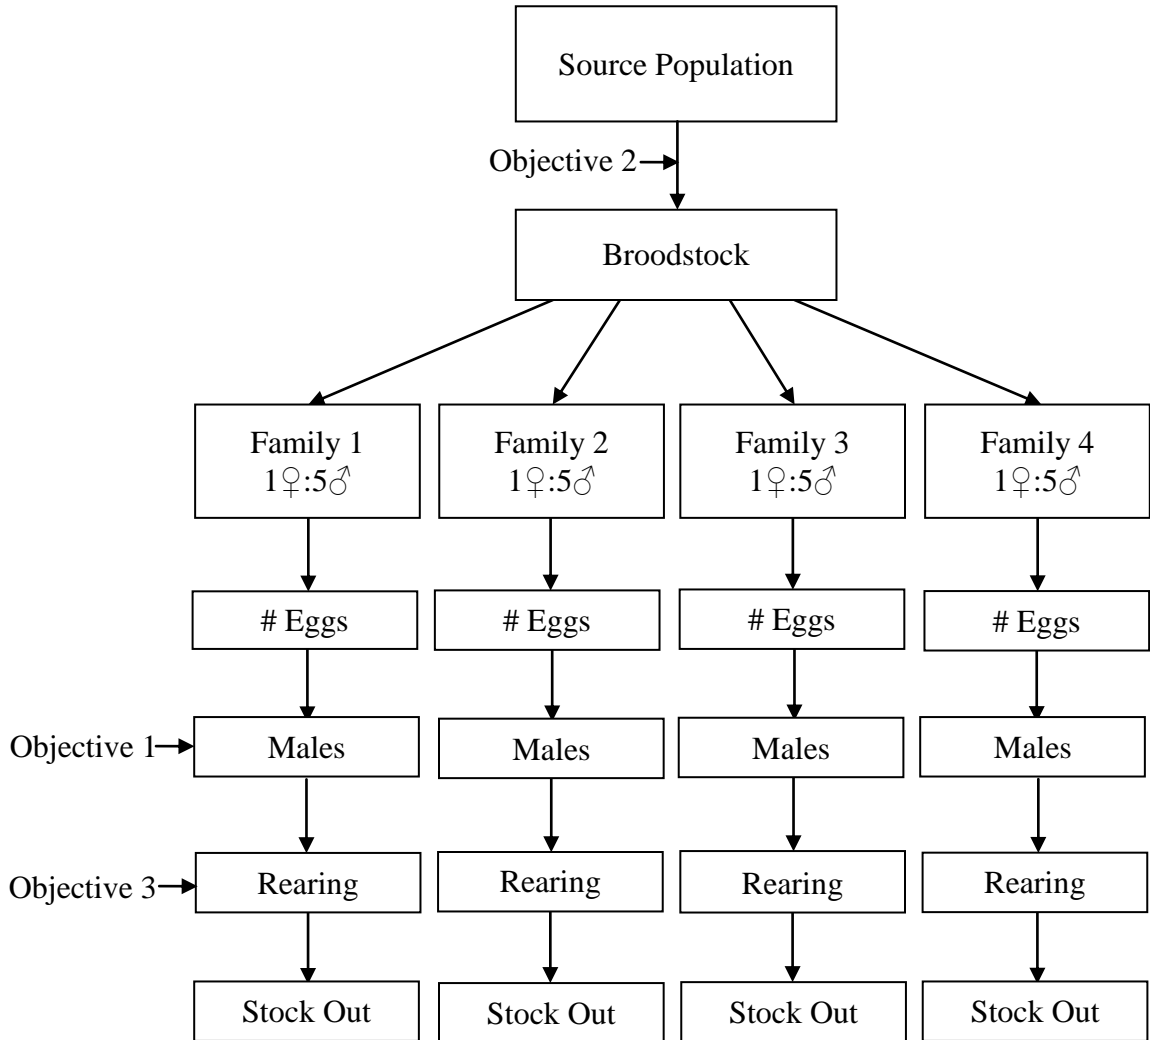 Source Population
Objective 2
Broodstock
Family 1
1♀:5♂
Family 2
1♀:5♂
Family 3
1♀:5♂
Family 4
1♀:5♂
# Eggs
# Eggs
# Eggs
# Eggs
Objective 1
Males
Males
Males
Males
Objective 3
Rearing
Rearing
Rearing
Rearing
Stock Out
Stock Out
Stock Out
Stock Out